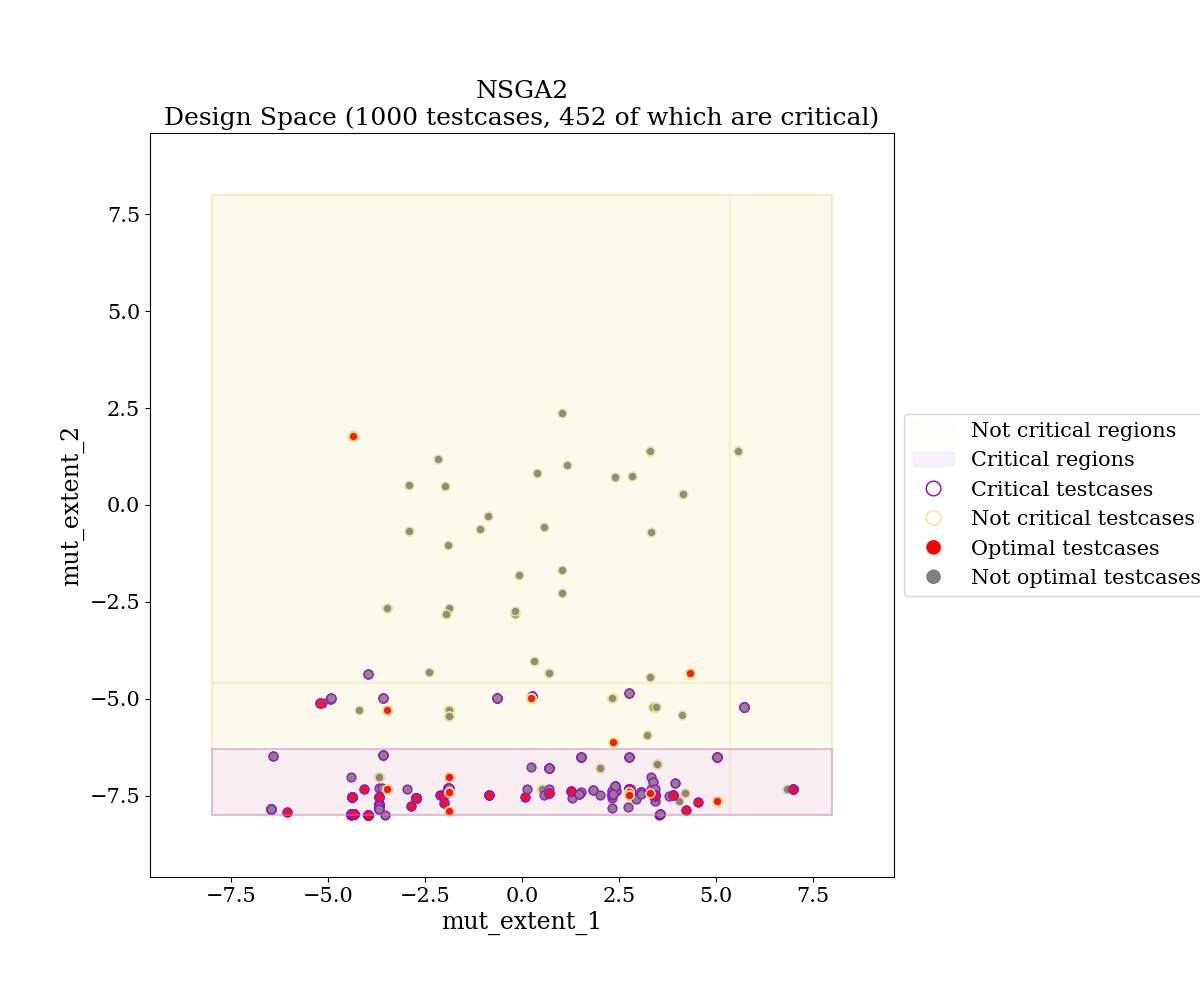 NSGA2
Design Space (1000 testcases, 452 of which are critical)
mut_extent_2
7.5
5.0
2.5
0.0
−2.5
−5.0
−7.5
−7.5
−5.0
−2.5
0.0
2.5
5.0
7.5
mut_extent_1
Not critical regions
Critical regions
Critical testcases
Not critical testcases
Optimal testcases
Not optimal testcases